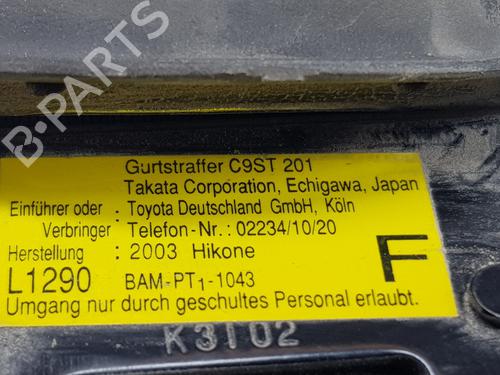 Gurtstraffer C9ST 201
Takata Corporation, Echigawa, Japan
Einführer oder : Toyota Deutschland GmbH, Köln
Verbringer Telefon-Nr.: 02234/10/20
Herstellung : 2003 Hikone
L1290 BAM-PT1-1043 F
Umgang nur durch geschultes Personal erlaubt.
K3102
B-PARTS